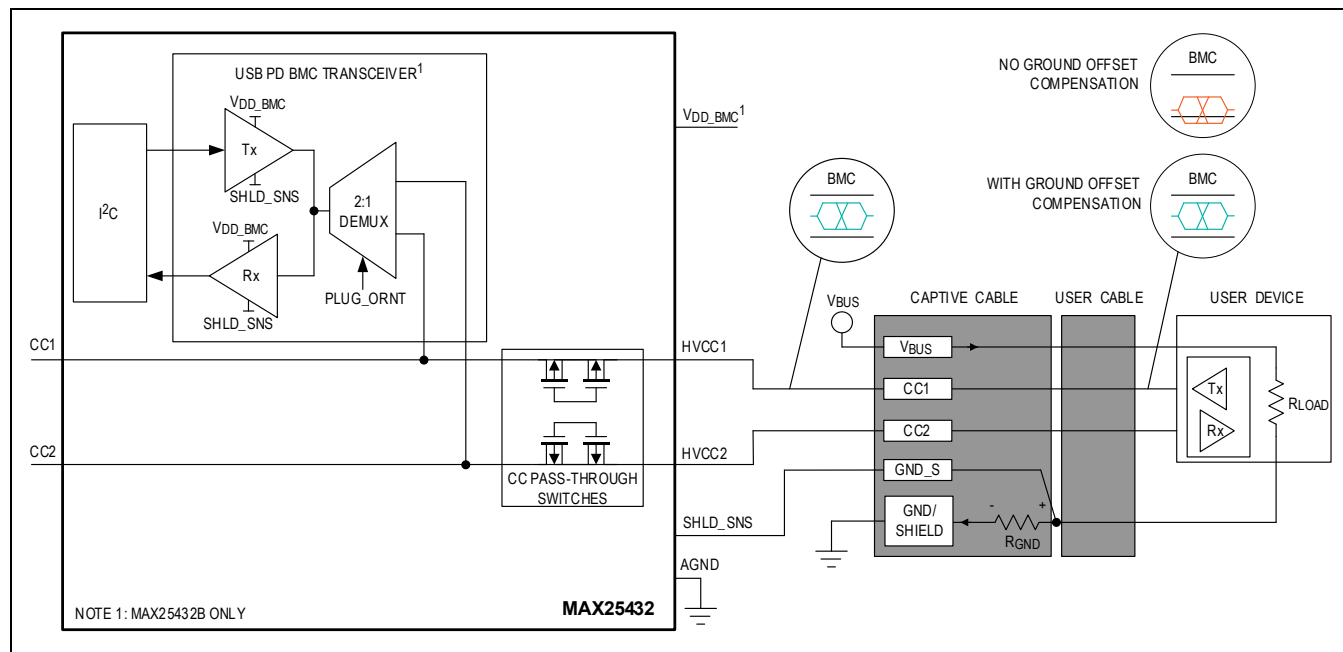 USB PD BMC TRANSCEIVER1
VDD_BMC
Tx
SHLD_SNS
I2C
VDD_BMC
Rx
SHLD_SNS
2:1
DEMUX
PLUG_ORNT
VDD_BMC1
NO GROUND OFFSET
COMPENSATION
BMC
BMC
WITH GROUND OFFSET
COMPENSATION
BMC
CC1
HVCC1
CC2
HVCC2
CC PASS-THROUGH
SWITCHES
SHLD_SNS
AGND
NOTE 1: MAX25432B ONLY
MAX25432
VBUS
CAPTIVE CABLE
USER CABLE
USER DEVICE
VBUS
CC1
CC2
GND_S
GND/
SHIELD
- +
RGND
Tx
Rx
RLOAD